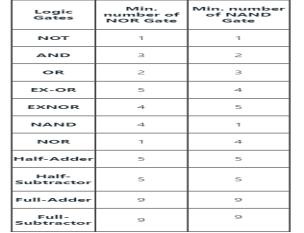 Logic Gates | Min. number of NOR Gate | Min. number of NAND Gate
NOT 1 1
AND 3 2
OR 2 3
EX-OR 5 4
EXNOR 4 5
NAND 4 1
NOR 1 4
Half-Adder 5 5
Half-Subtractor 5 5
Full-Adder 9 9
Full-Subtractor 9 9